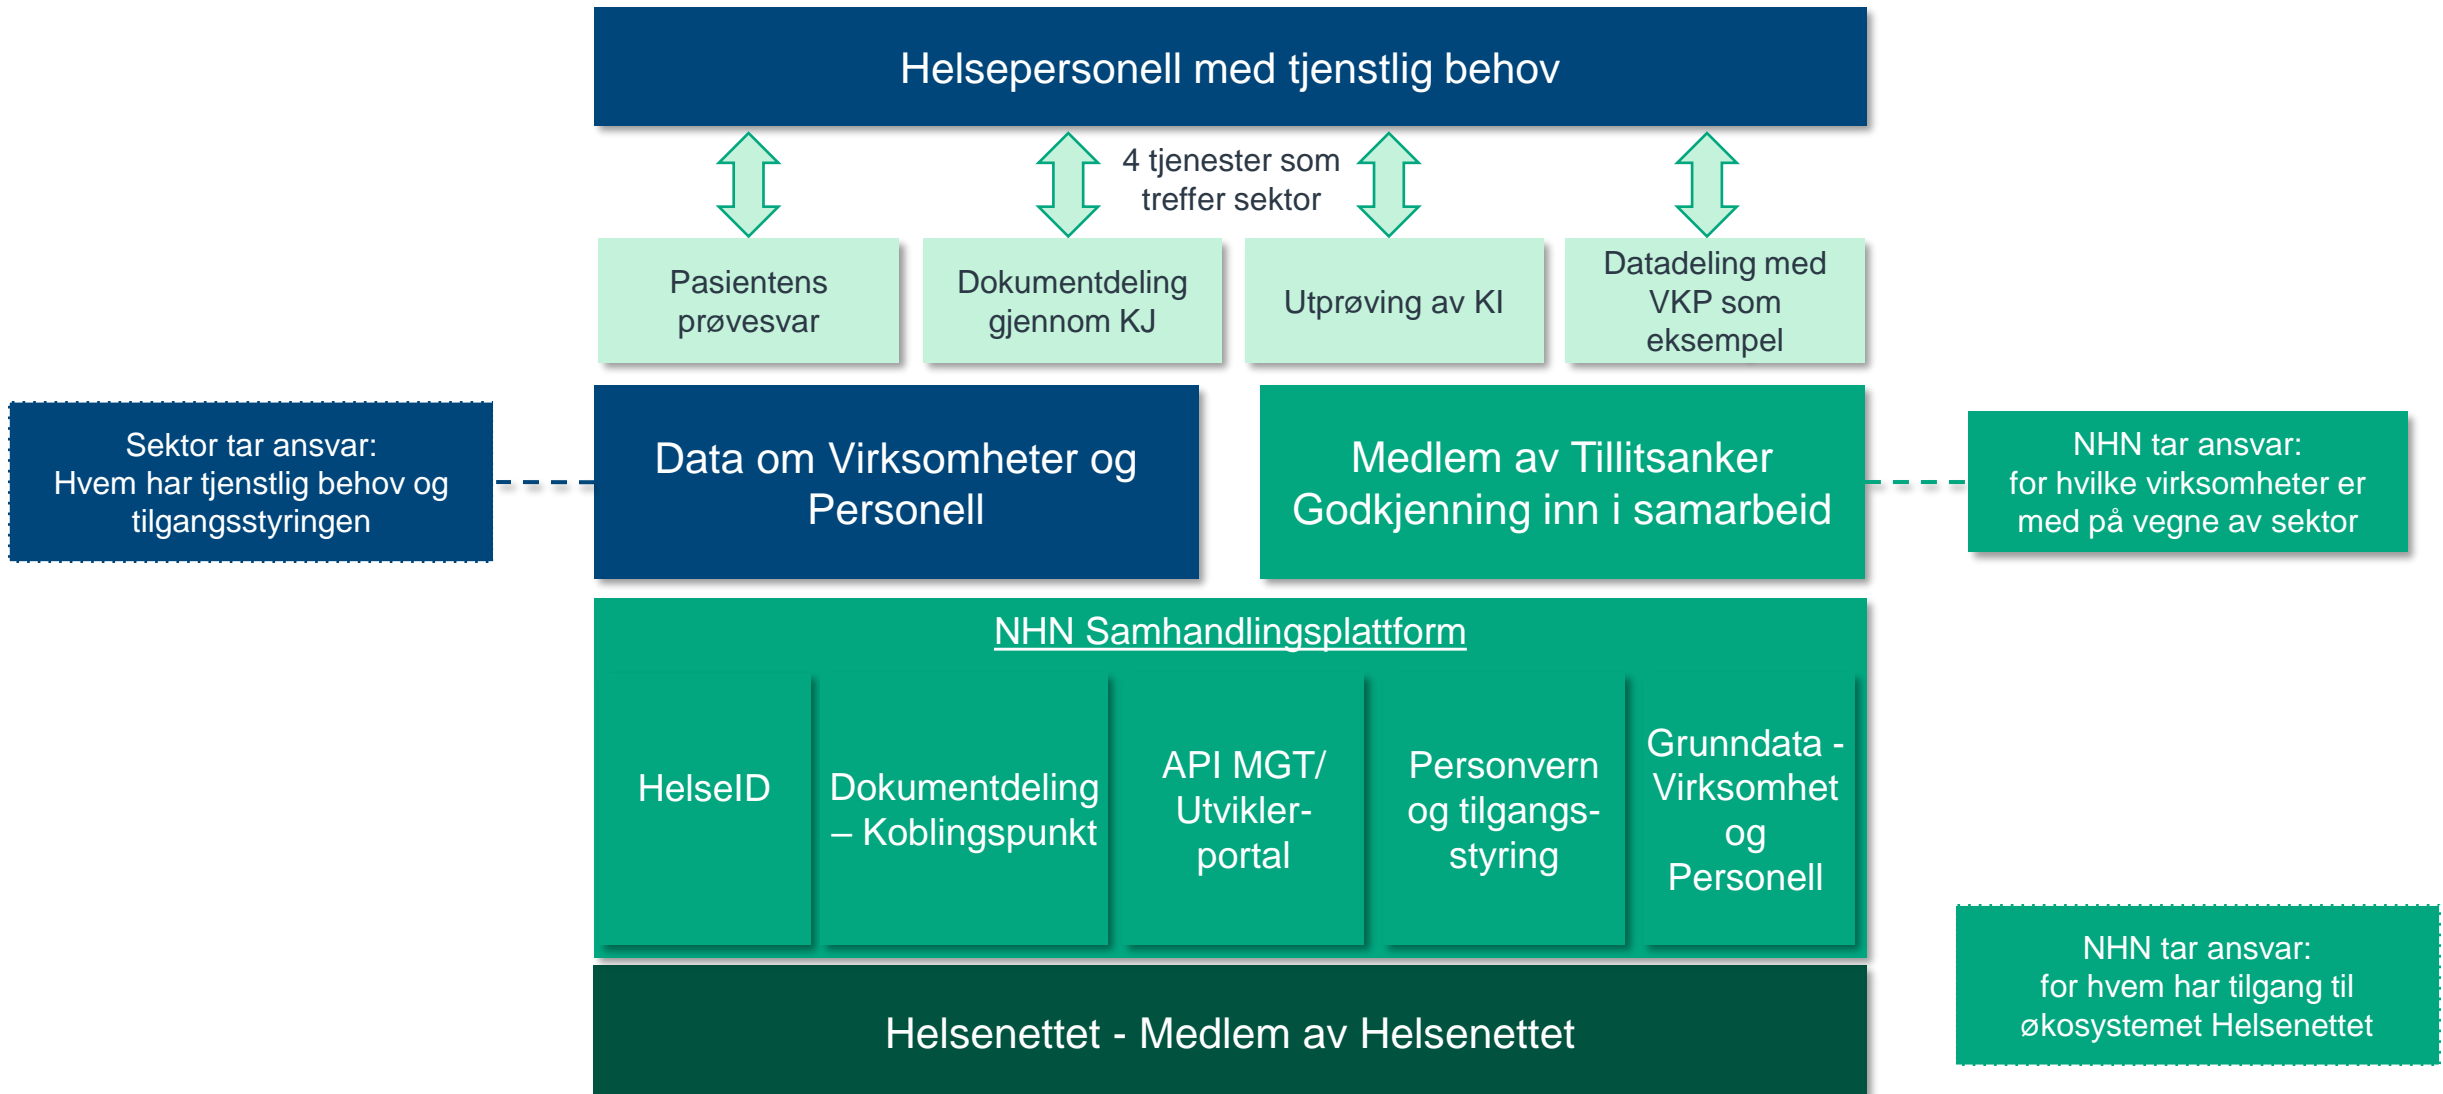 Helsepersonell med tjenstlig behov
4 tjenester som
treffer sektor
Pasientens
prøvesvar
Dokumentdeling
gjennom KJ
Utprøving av KI
Datadeling med
VKP som
eksempel
Sektor tar ansvar:
Hvem har tjenstlig behov og
tilgangsstyringen
Data om Virksomheter og
Personell
Medlem av Tillitsanker
Godkjenning inn i samarbeid
NHN tar ansvar:
for hvilke virksomheter er
med på vegne av sektor
NHN Samhandlingsplattform
HelseID
Dokumentdeling
– Koblingspunkt
API MGT/
Utvikler-
portal
Personvern
og tilgangs-
styring
Grunndata -
Virksomhet
og
Personell
NHN tar ansvar:
for hvem har tilgang til
økosystemet Helsenettet
Helsenettet - Medlem av Helsenettet